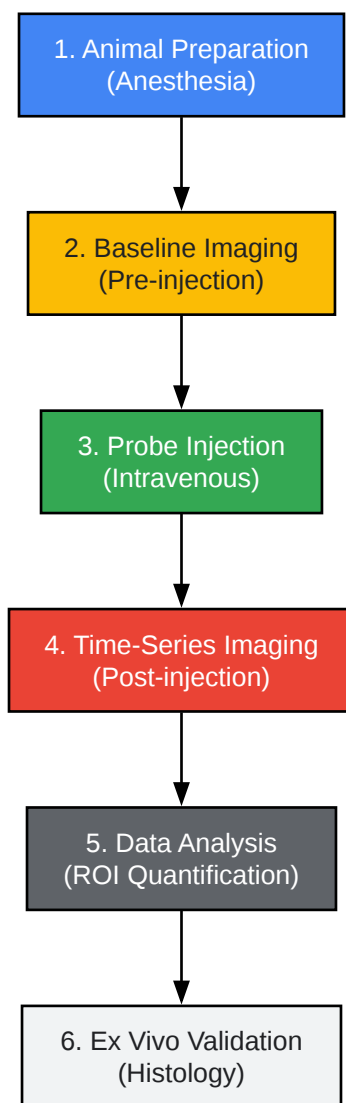 1. Animal Preparation
(Anesthesia)
2. Baseline Imaging
(Pre-injection)
3. Probe Injection
(Intravenous)
4. Time-Series Imaging
(Post-injection)
5. Data Analysis
(ROI Quantification)
6. Ex Vivo Validation
(Histology)